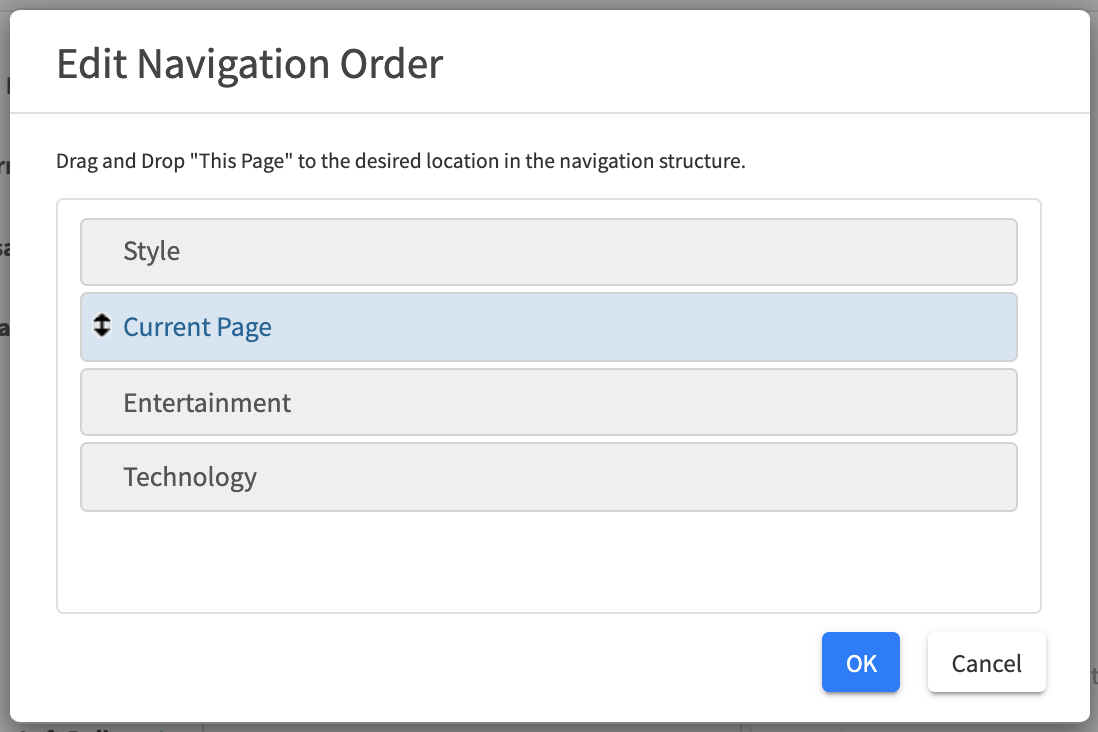 Edit Navigation Order
Drag and Drop "This Page" to the desired location in the navigation structure.
Style
Current Page
Entertainment
Technology
OK
Cancel